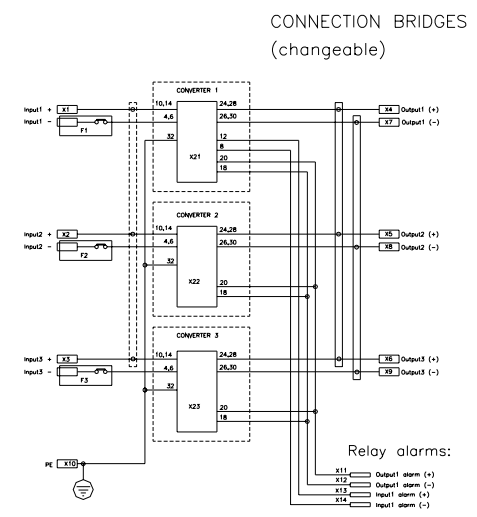 CONNECTION BRIDGES
(changeable)
CONVERTER 1
Input1 + X1 10,14 24,28 X4 Output1 (+)
Input1 - 4,6 26,30 X7 Output1 (-)
F1
32 12
8
X21 20
18
CONVERTER 2
Input2 + X2 10,14 24,28 X5 Output2 (+)
Input2 - 4,6 26,30 X8 Output2 (-)
F2
32
X22 20
18
CONVERTER 3
Input3 + X3 10,14 24,28 X6 Output3 (+)
Input3 - 4,6 26,30 X9 Output3 (-)
F3
32
X23 20
18
Relay alarms:
PE X10
X11 Output1 alarm (+)
X12 Output1 alarm (-)
X13 Input1 alarm (+)
X14 Input1 alarm (-)